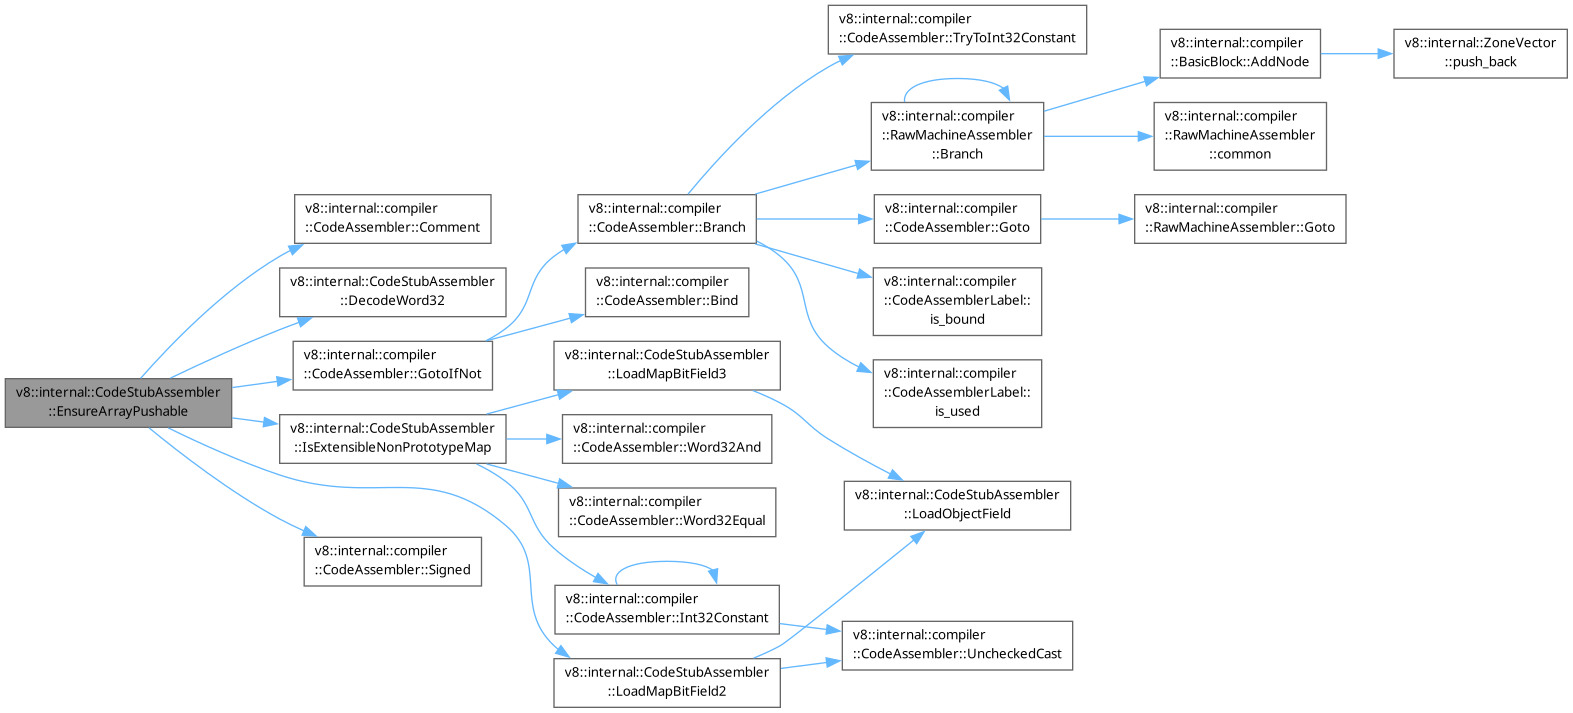 v8::internal::CodeStubAssembler
::EnsureArrayPushable
v8::internal::compiler
::CodeAssembler::Comment
v8::internal::CodeStubAssembler
::DecodeWord32
v8::internal::compiler
::CodeAssembler::GotoIfNot
v8::internal::CodeStubAssembler
::IsExtensibleNonPrototypeMap
v8::internal::compiler
::CodeAssembler::Signed
v8::internal::compiler
::CodeAssembler::Branch
v8::internal::compiler
::CodeAssembler::Bind
v8::internal::CodeStubAssembler
::LoadMapBitField3
v8::internal::compiler
::CodeAssembler::Word32And
v8::internal::compiler
::CodeAssembler::Word32Equal
v8::internal::compiler
::CodeAssembler::Int32Constant
v8::internal::CodeStubAssembler
::LoadMapBitField2
v8::internal::compiler
::CodeAssembler::TryToInt32Constant
v8::internal::compiler
::RawMachineAssembler
::Branch
v8::internal::compiler
::CodeAssembler::Goto
v8::internal::compiler
::CodeAssemblerLabel::
is_bound
v8::internal::compiler
::CodeAssemblerLabel::
is_used
v8::internal::CodeStubAssembler
::LoadObjectField
v8::internal::compiler
::CodeAssembler::UncheckedCast
v8::internal::compiler
::BasicBlock::AddNode
v8::internal::compiler
::RawMachineAssembler
::common
v8::internal::compiler
::RawMachineAssembler::Goto
v8::internal::ZoneVector
::push_back